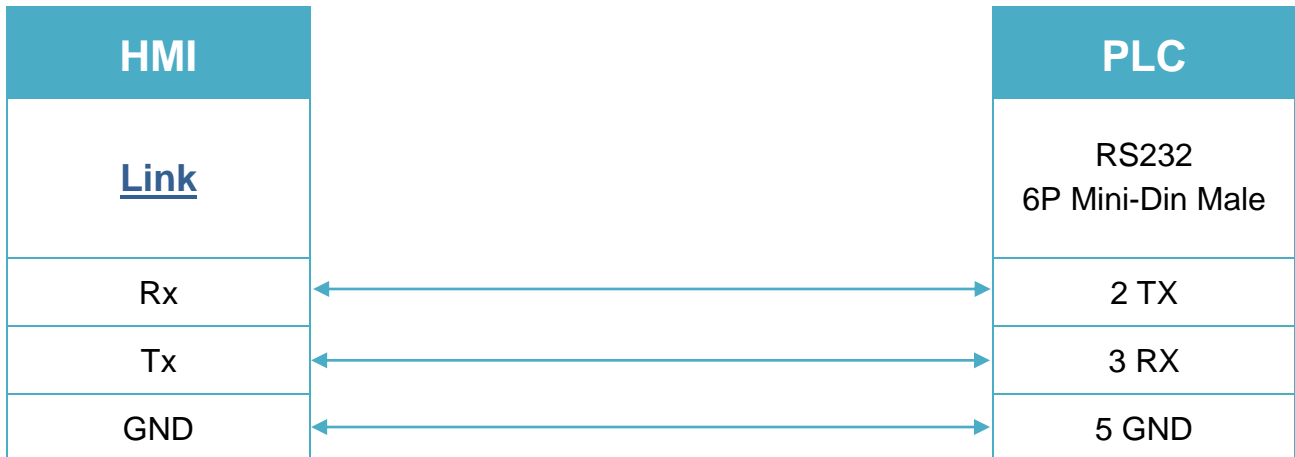 HMI PLC
Link RS232
6P Mini-Din Male
Rx 2 TX
Tx 3 RX
GND 5 GND